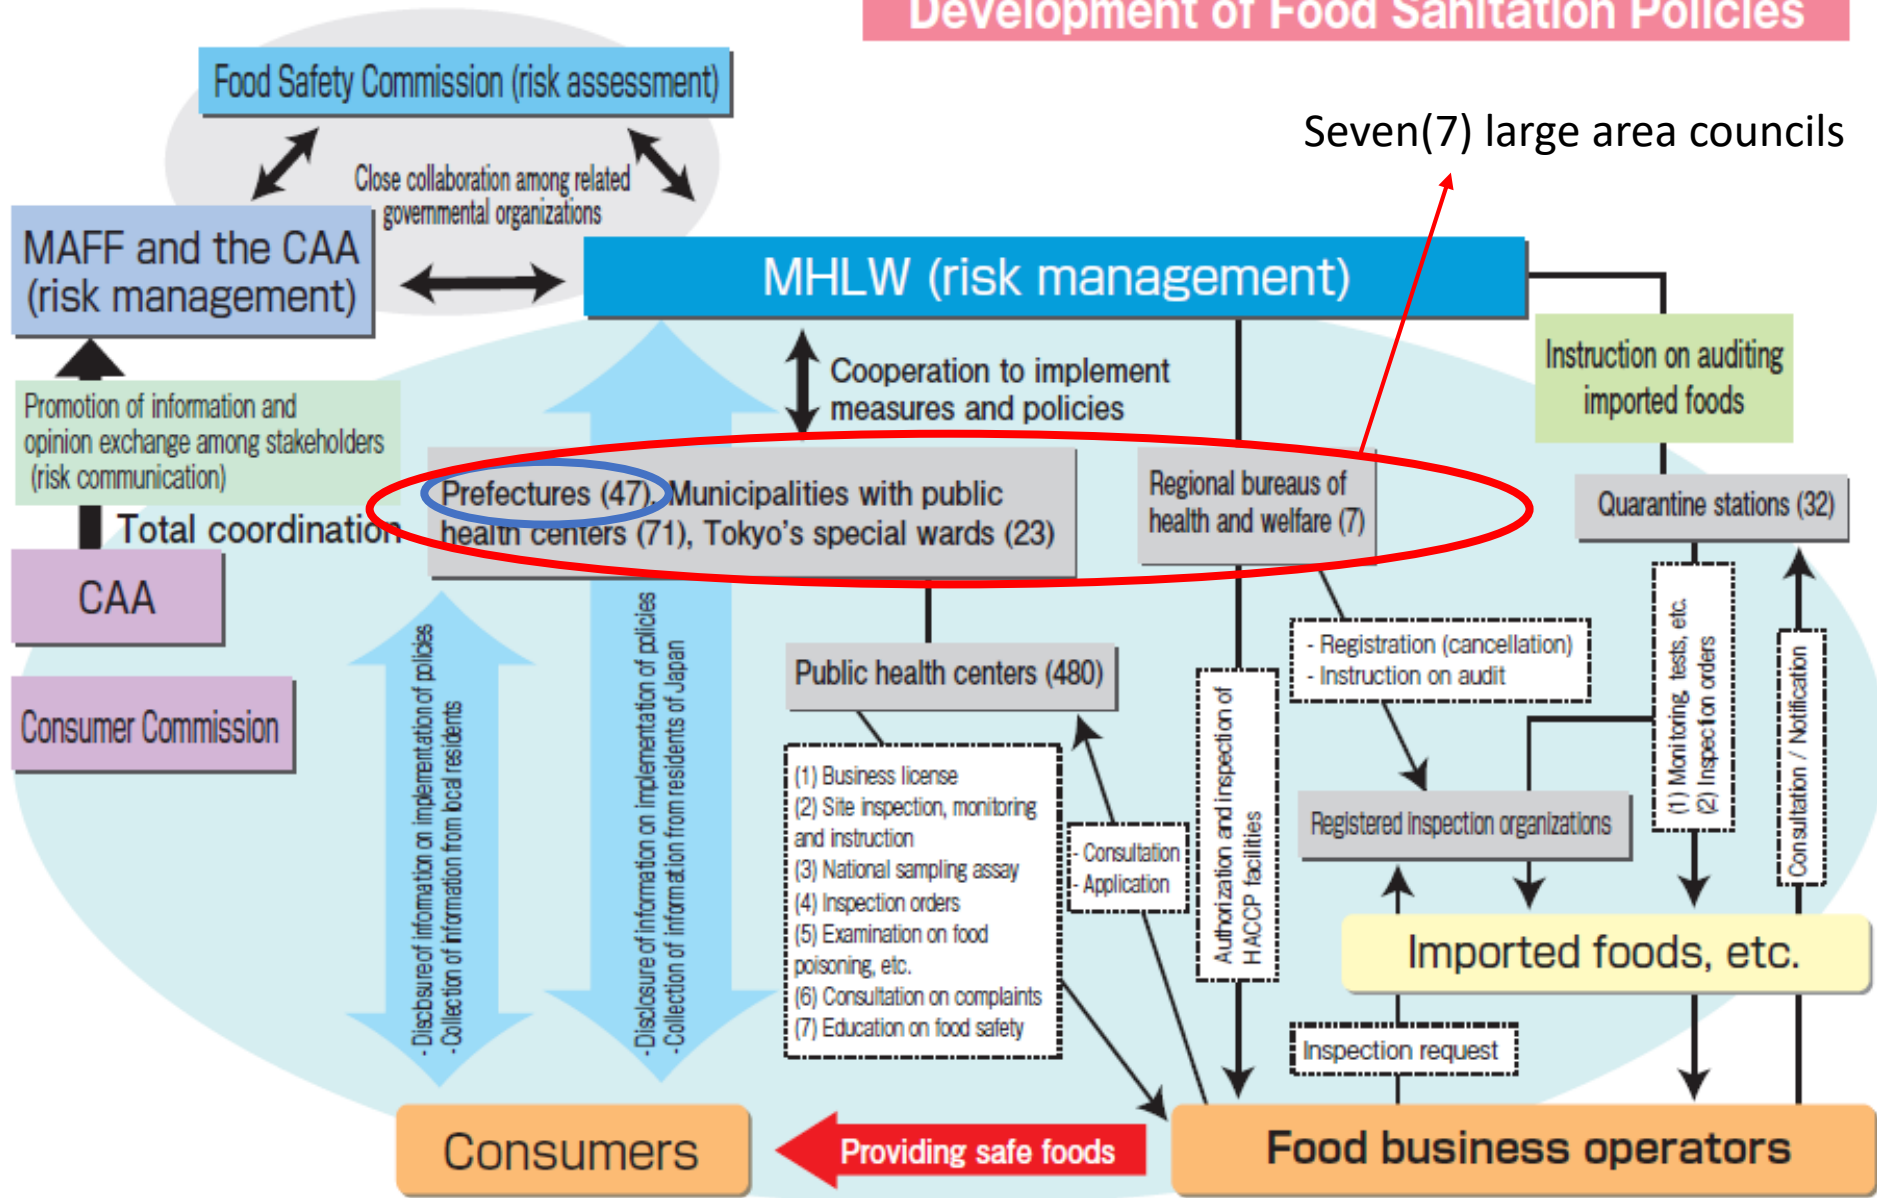 Development of Food Sanitation Policies
Food Safety Commission (risk assessment)
Seven(7) large area councils
Close collaboration among related
governmental organizations
MAFF and the CAA
(risk management)
MHLW (risk management)
Instruction on auditing
imported foods
Cooperation to implement
measures and policies
Promotion of information and
opinion exchange among stakeholders
(risk communication)
Total coordination
Prefectures (47), Municipalities with public
health centers (71), Tokyo's special wards (23)
Regional bureaus of
health and welfare (7)
Quarantine stations (32)
CAA
Consumer Commission
- Disclosure of information on implementation of policies
- Collection of information from local residents
- Disclosure of information on implementation of policies
- Collection of information from residents of Japan
Public health centers (480)
(1) Business license
(2) Site inspection, monitoring
and instruction
(3) National sampling assay
(4) Inspection orders
(5) Examination on food
poisoning, etc.
(6) Consultation on complaints
(7) Education on food safety
- Consultation
- Application
Authorization and inspection of
HACCP facilities
- Registration (cancellation)
- Instruction on audit
Registered inspection organizations
(1) Monitoring, tests, etc.
(2) Inspection orders
Consultation / Notification
Imported foods, etc.
Inspection request
Consumers
Providing safe foods
Food business operators